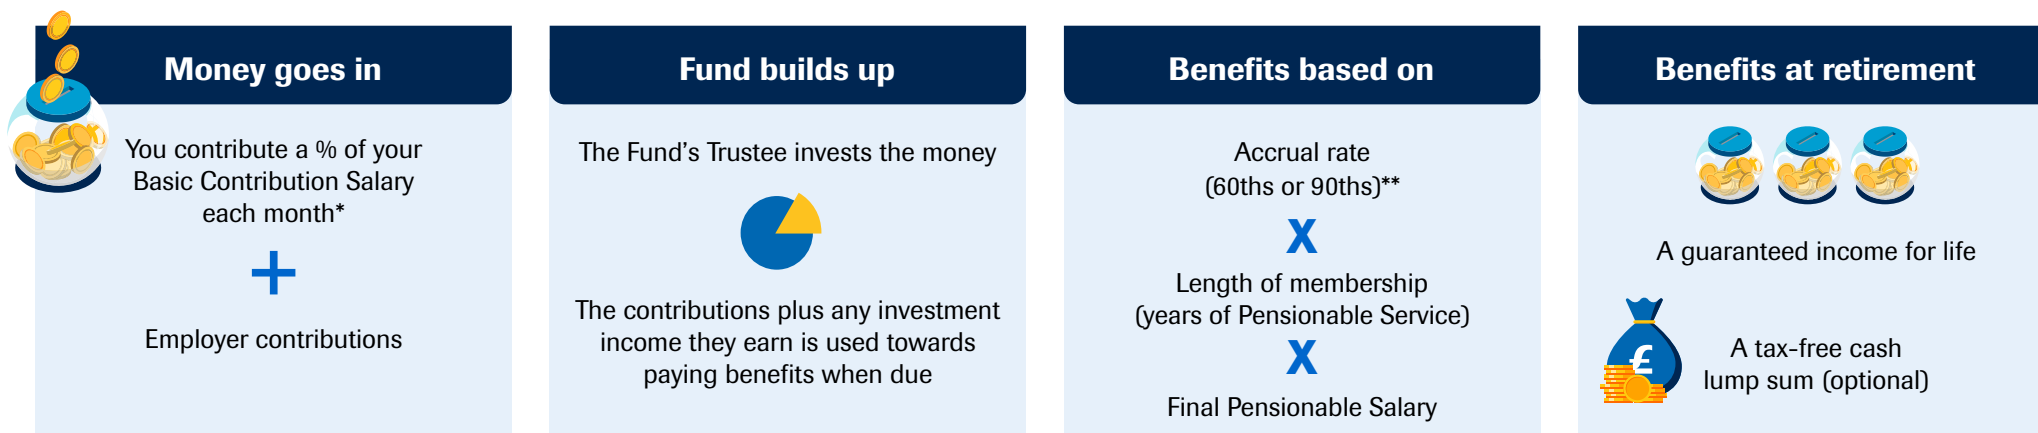 Money goes in
You contribute a % of your
Basic Contribution Salary
each month*
+
Employer contributions
Fund builds up
The Fund's Trustee invests the money
The contributions plus any investment
income they earn is used towards
paying benefits when due
Benefits based on
Accrual rate
(60ths or 90ths)**
X
Length of membership
(years of Pensionable Service)
X
Final Pensionable Salary
Benefits at retirement
A guaranteed income for life
£
A tax-free cash
lump sum (optional)